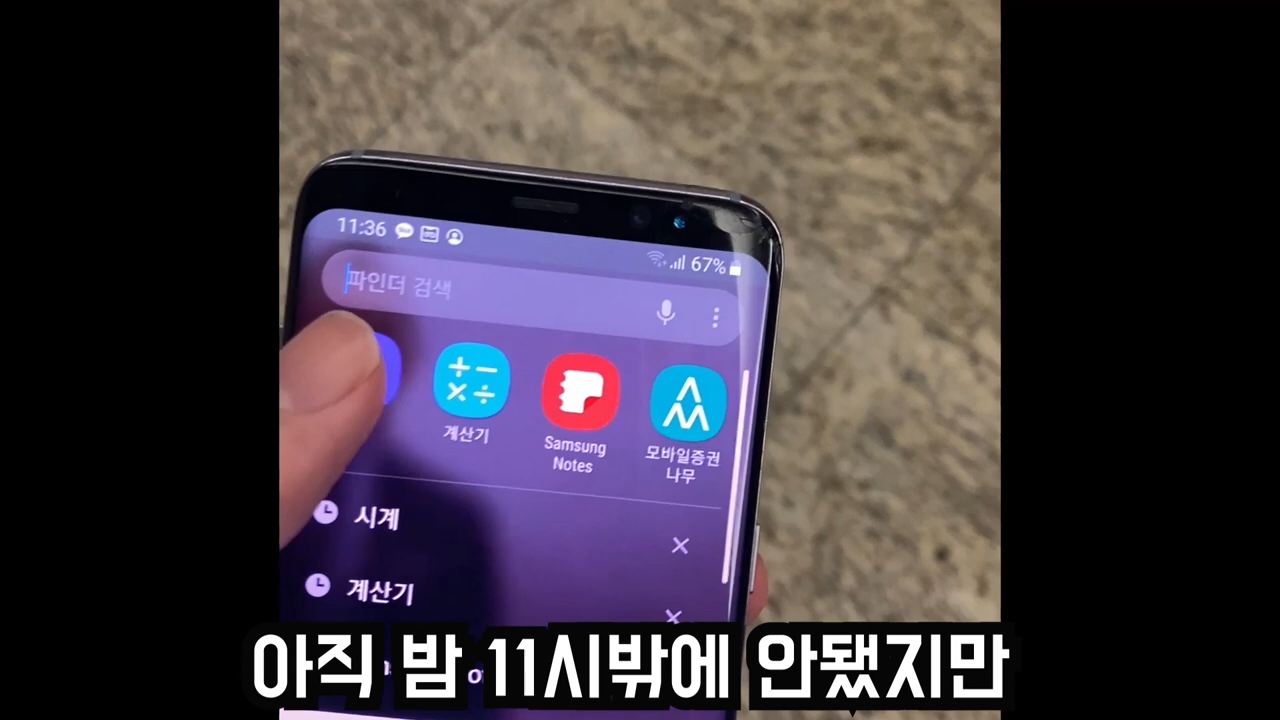 11:36
67%
파인더 검색
계산기
Samsung
Notes
모바일증권
나무
시계
계산기
아직 밤 11시밖에 안됐지만